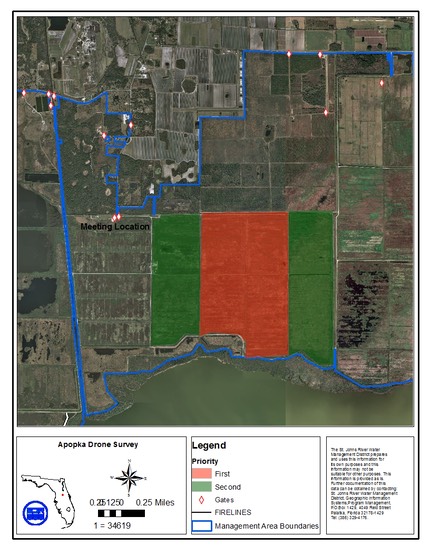 Meeting Location
Apopka Drone Survey
0.25 1250 0.25 Miles
1 = 34619
Legend
Priority
First
Second
Gates
FIRELINES
Management Area Boundaries
The St. Johns River Water
Management District prepares
and uses this information for
its own purposes and this
information may not be
suitable for other purposes. This
information is provided as is.
Further documentation of this
data can be obtained by contacting:
St. Johns River Water Management
District, Geographic Information
Systems, Program Management,
P.O. Box 1429, 4049 Reid Street
Palatka, Florida 32178-1429
Tel: (386) 329-4176.